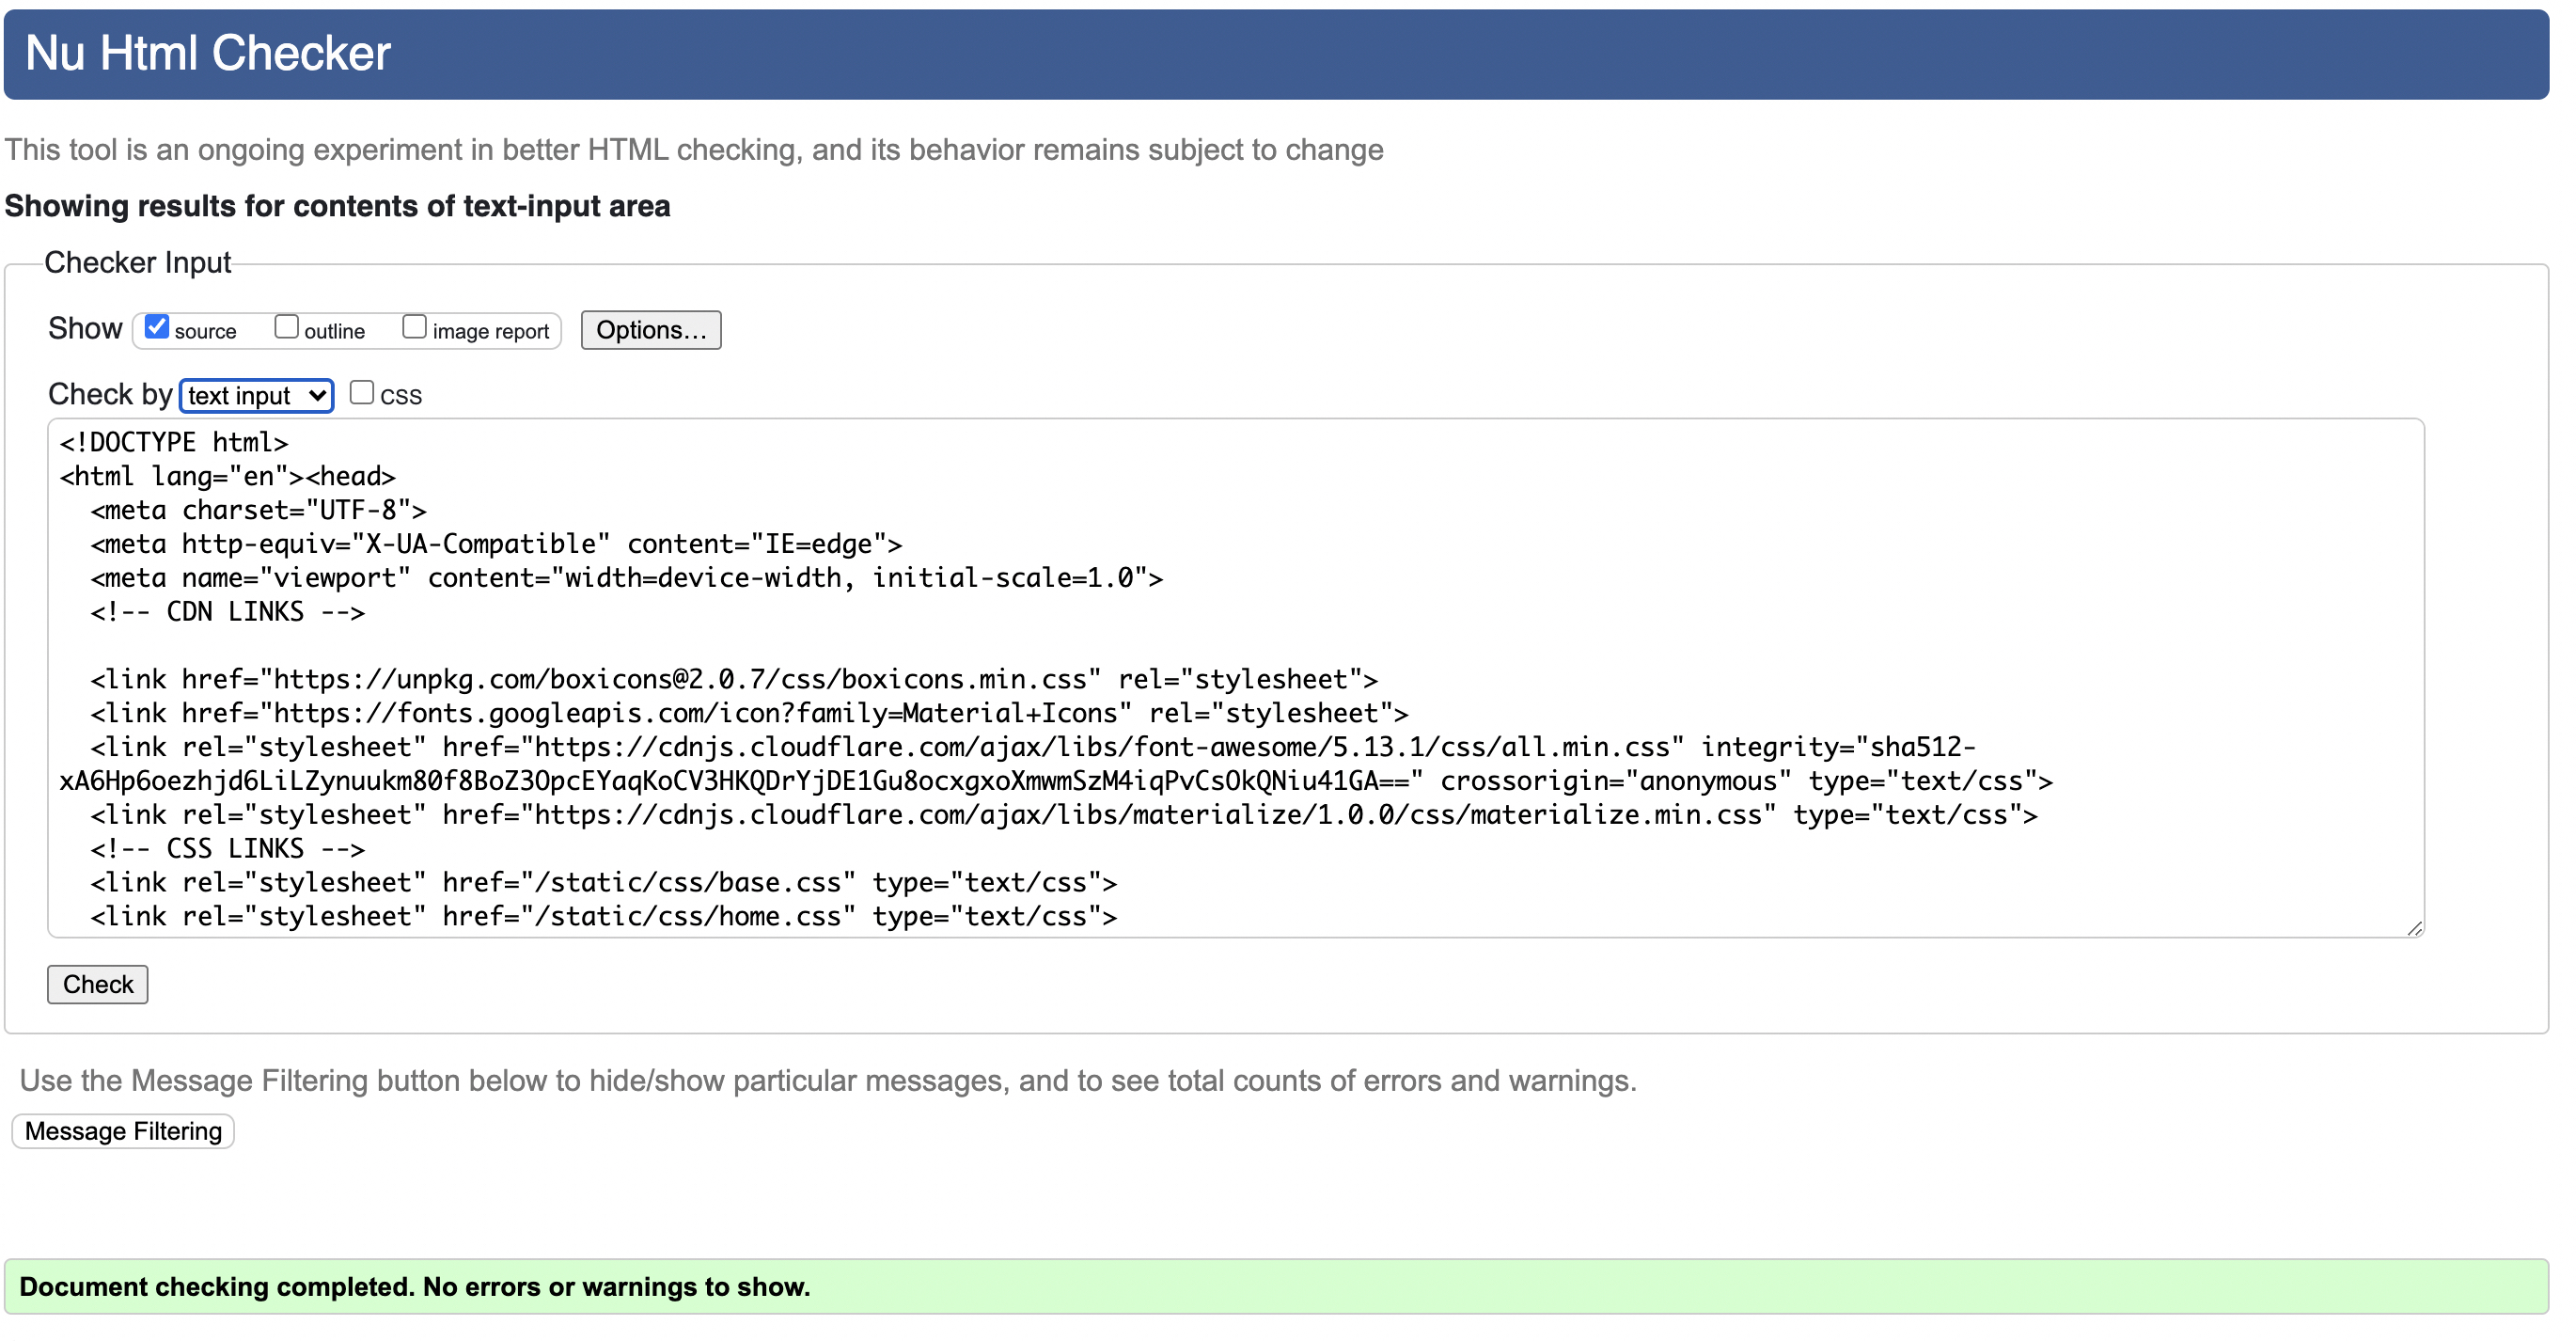 Nu Html Checker
This tool is an ongoing experiment in better HTML checking, and its behavior remains subject to change
Showing results for contents of text-input area
Checker Input
Show source outline image report Options...
Check by text input CSS
<!DOCTYPE html>
<html lang="en"><head>
  <meta charset="UTF-8">
  <meta http-equiv="X-UA-Compatible" content="IE=edge">
  <meta name="viewport" content="width=device-width, initial-scale=1.0">
  <!-- CDN LINKS -->
  <link href="https://unpkg.com/boxicons@2.0.7/css/boxicons.min.css" rel="stylesheet">
  <link href="https://fonts.googleapis.com/icon?family=Material+Icons" rel="stylesheet">
  <link rel="stylesheet" href="https://cdnjs.cloudflare.com/ajax/libs/font-awesome/5.13.1/css/all.min.css" integrity="sha512-
xA6Hp6oezhjd6LiLZynuukm80f8BoZ3OpcEYaqKoCV3HKQDrYjDE1Gu8ocxgxoXmwmSzM4iqPvCsOkQNiu41GA==" crossorigin="anonymous" type="text/css">
  <link rel="stylesheet" href="https://cdnjs.cloudflare.com/ajax/libs/materialize/1.0.0/css/materialize.min.css" type="text/css">
  <!-- CSS LINKS -->
  <link rel="stylesheet" href="/static/css/base.css" type="text/css">
  <link rel="stylesheet" href="/static/css/home.css" type="text/css">
Check
Use the Message Filtering button below to hide/show particular messages, and to see total counts of errors and warnings.
Message Filtering
Document checking completed. No errors or warnings to show.